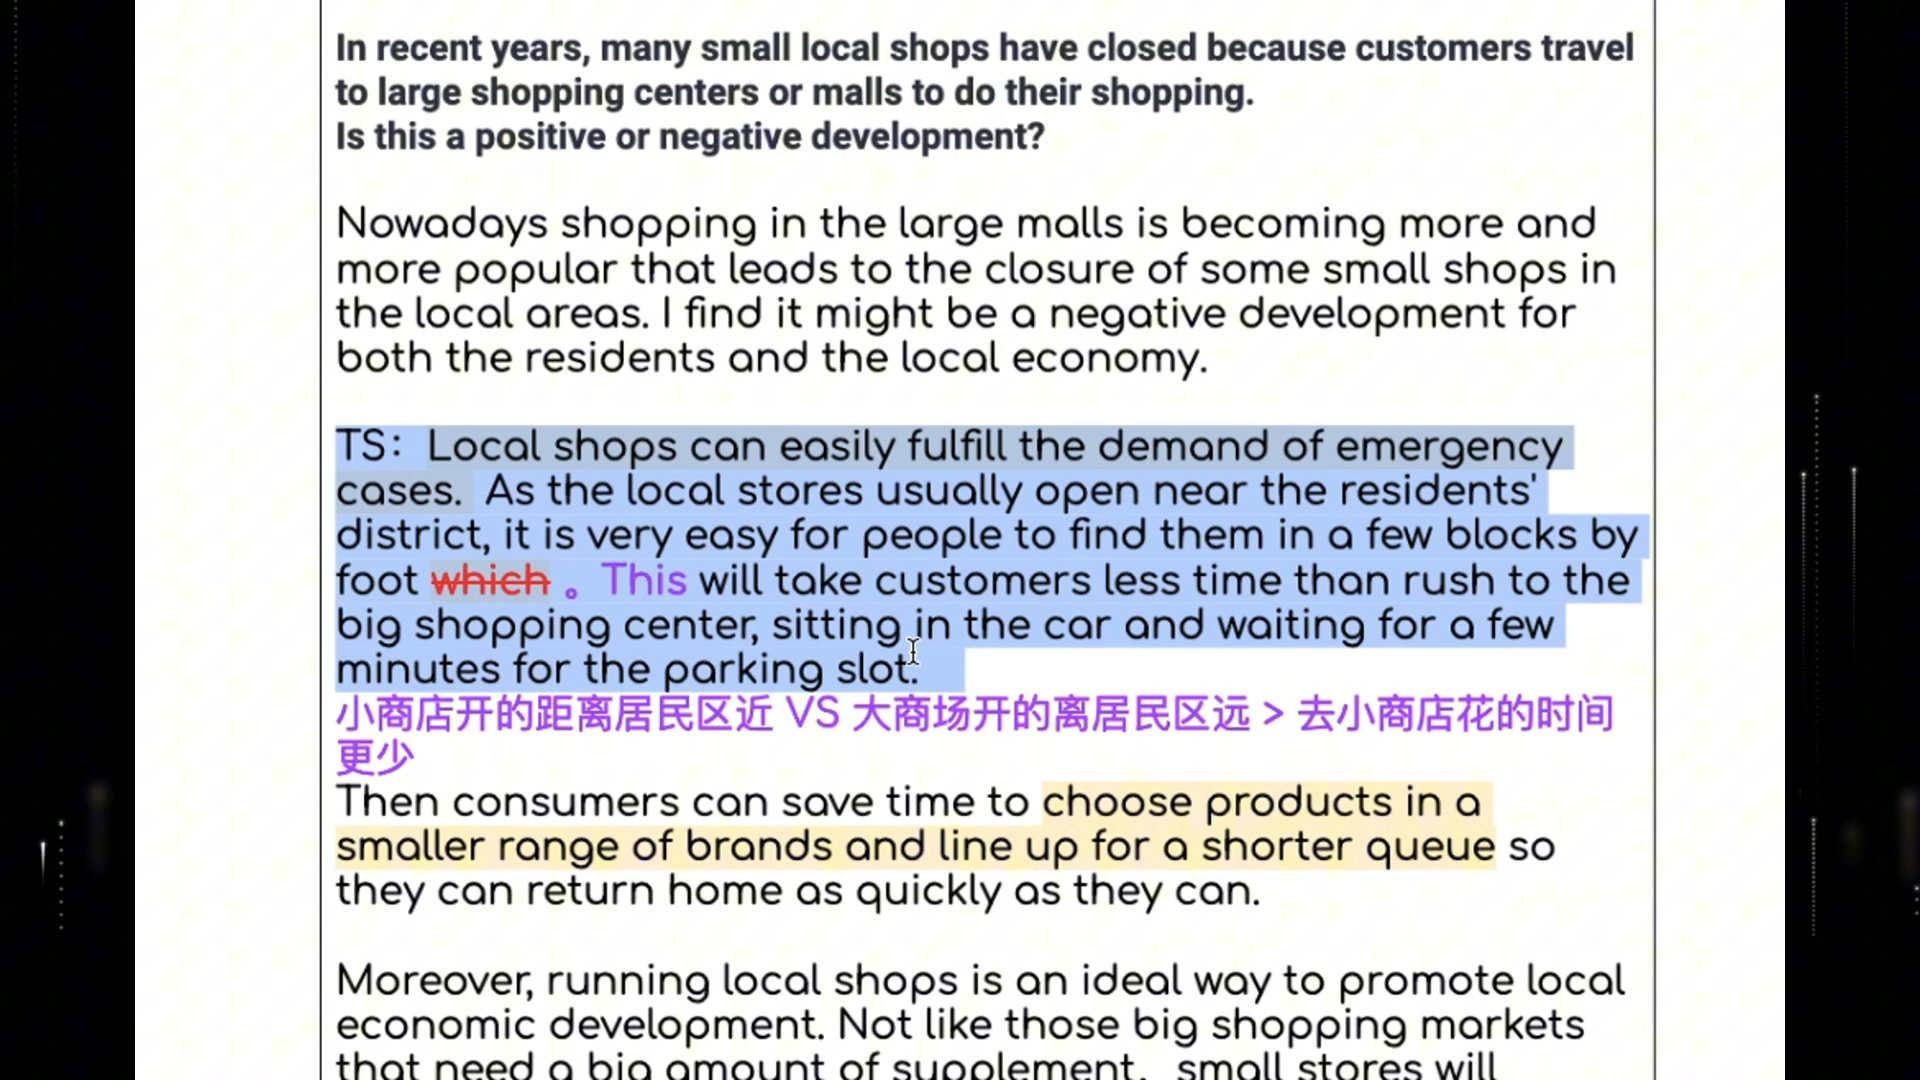 In recent years, many small local shops have closed because customers travel
to large shopping centers or malls to do their shopping.
Is this a positive or negative development?
Nowadays shopping in the large malls is becoming more and
more popular that leads to the closure of some small shops in
the local areas. I find it might be a negative development for
both the residents and the local economy.
TS： Local shops can easily fulfill the demand of emergency
cases. As the local stores usually open near the residents'
district, it is very easy for people to find them in a few blocks by
foot which 。This will take customers less time than rush to the
big shopping center, sitting in the car and waiting for a few
minutes for the parking slot.
小商店开的距离居民区近 VS 大商场开的离居民区远 > 去小商店花的时间
更少
Then consumers can save time to choose products in a
smaller range of brands and line up for a shorter queue so
they can return home as quickly as they can.
Moreover, running local shops is an ideal way to promote local
economic development. Not like those big shopping markets
that need a big amount of supplement, small stores will